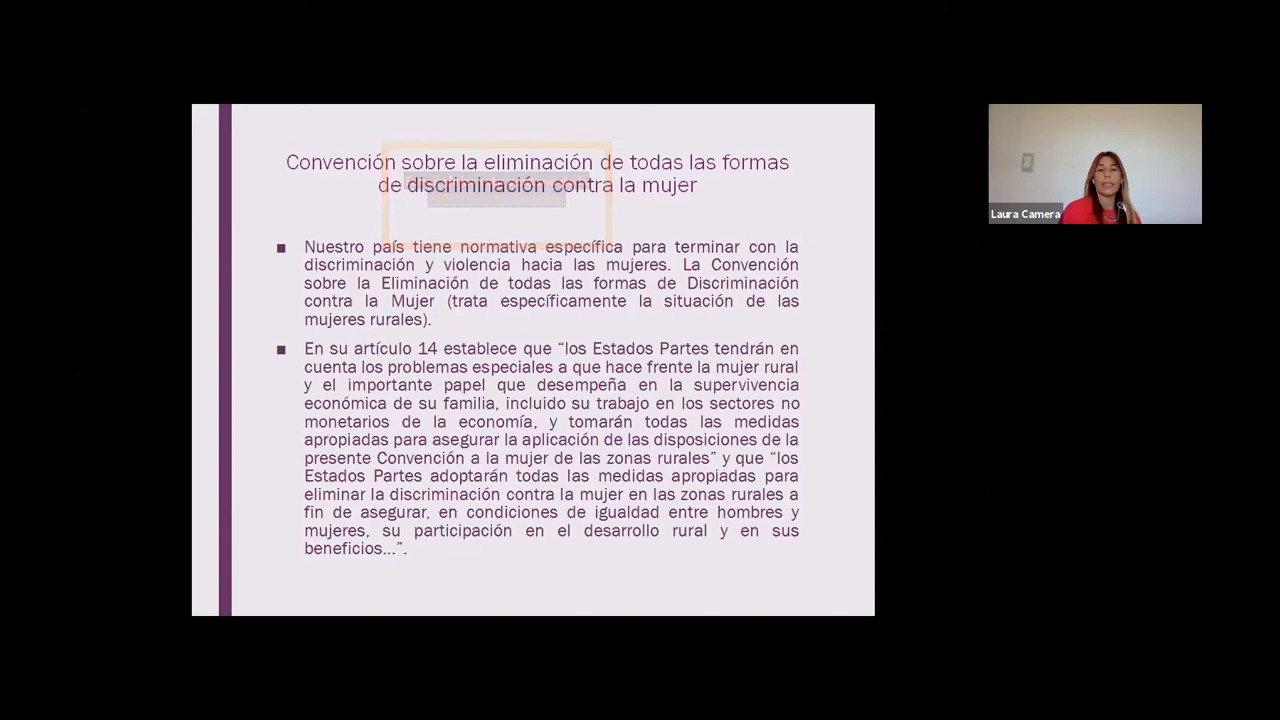 Convención sobre la eliminación de todas las formas
de discriminación contra la mujer
■ Nuestro país tiene normativa específica para terminar con la
discriminación y violencia hacia las mujeres. La Convención
sobre la Eliminación de todas las formas de Discriminación
contra la Mujer (trata específicamente la situación de las
mujeres rurales).
■ En su artículo 14 establece que “los Estados Partes tendrán en
cuenta los problemas especiales a que hace frente la mujer rural
y el importante papel que desempeña en la supervivencia
económica de su familia, incluido su trabajo en los sectores no
monetarios de la economía, y tomarán todas las medidas
apropiadas para asegurar la aplicación de las disposiciones de la
presente Convención a la mujer de las zonas rurales” y que “los
Estados Partes adoptarán todas las medidas apropiadas para
eliminar la discriminación contra la mujer en las zonas rurales a
fin de asegurar, en condiciones de igualdad entre hombres y
mujeres, su participación en el desarrollo rural y en sus
beneficios...”.
Laura Camera